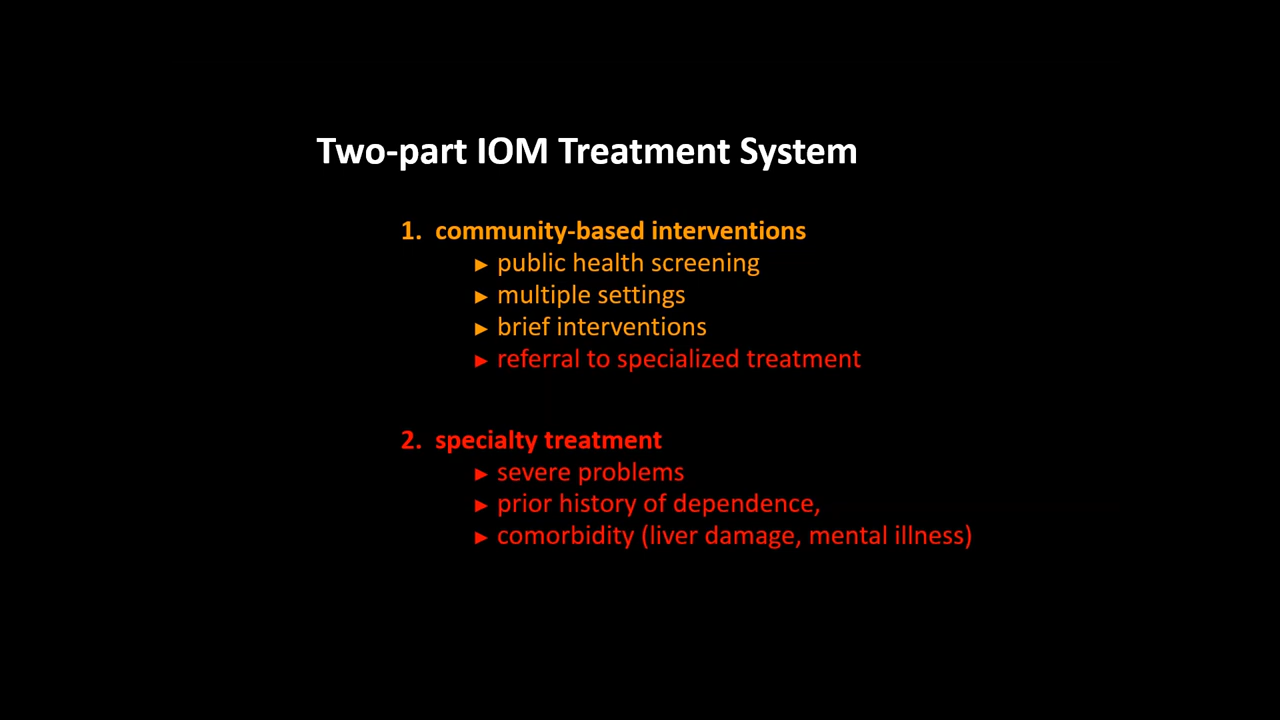 Two-part IOM Treatment System
1. community-based interventions
► public health screening
► multiple settings
► brief interventions
► referral to specialized treatment
2. specialty treatment
► severe problems
► prior history of dependence,
► comorbidity (liver damage, mental illness)